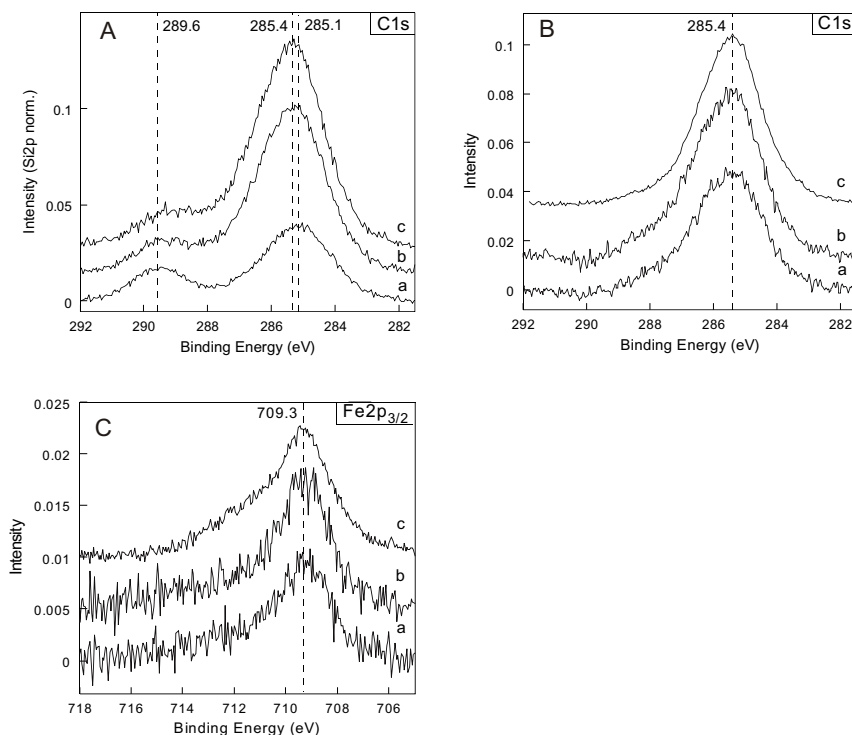 A
289.6
285.4
285.1
C1s
0.1
0.05
0
Intensity (Si2p norm.)
c
b
a
292 290 288 286 284 282
Binding Energy (eV)
B
285.4
C1s
0.1
0.08
0.06
0.04
0.02
0
Intensity
c
b
a
292 290 288 286 284 282
Binding Energy (eV)
C
709.3
Fe2p3/2
0.025
0.02
0.015
0.01
0.005
0
Intensity
c
b
a
718 716 714 712 710 708 706
Binding Energy (eV)